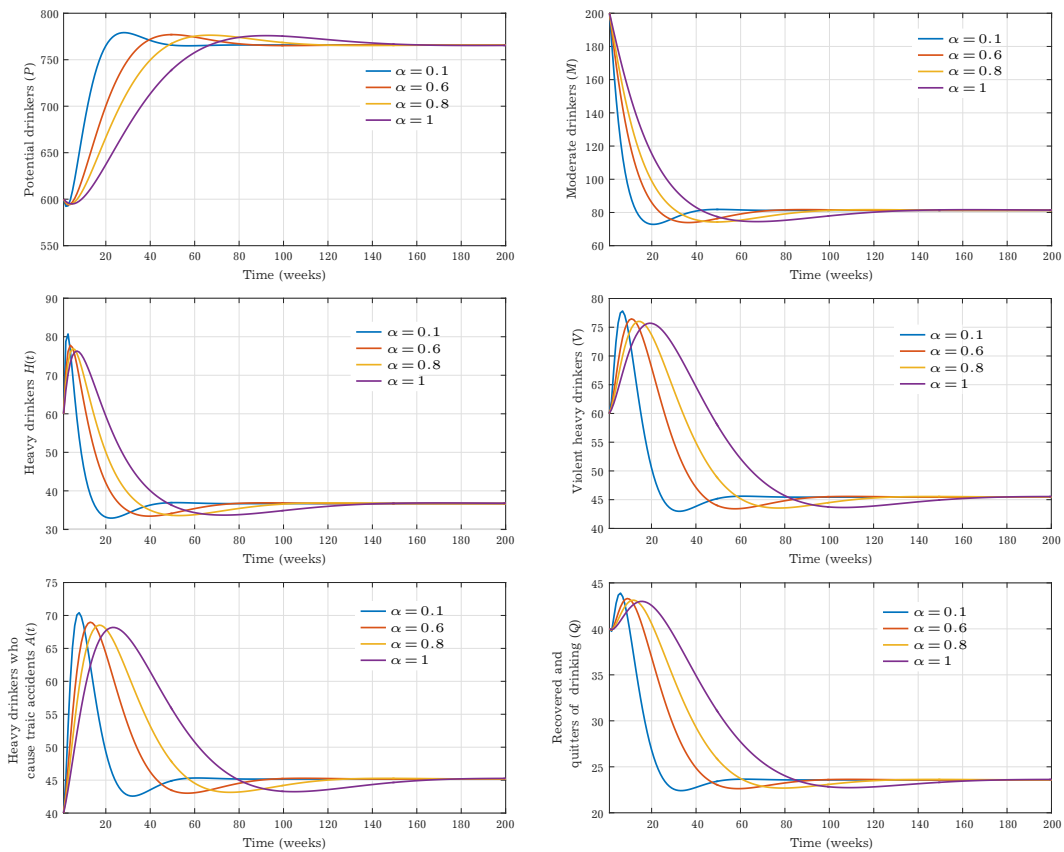 800
750
700
650
600
550
Potential drinkers (P)
α = 0.1
α = 0.6
α = 0.8
α = 1
20 40 60 80 100 120 140 160 180 200
Time (weeks)
200
180
160
140
120
100
80
60
Moderate drinkers (M)
α = 0.1
α = 0.6
α = 0.8
α = 1
20 40 60 80 100 120 140 160 180 200
Time (weeks)
90
80
70
60
50
40
30
Heavy drinkers H(t)
α = 0.1
α = 0.6
α = 0.8
α = 1
20 40 60 80 100 120 140 160 180 200
Time (weeks)
80
75
70
65
60
55
50
45
40
Violent heavy drinkers (V)
α = 0.1
α = 0.6
α = 0.8
α = 1
20 40 60 80 100 120 140 160 180 200
Time (weeks)
75
70
65
60
55
50
45
40
Heavy drinkers who
cause traic accidents A(t)
α = 0.1
α = 0.6
α = 0.8
α = 1
20 40 60 80 100 120 140 160 180 200
Time (weeks)
45
40
35
30
25
20
Recovered and
quitters of drinking (Q)
α = 0.1
α = 0.6
α = 0.8
α = 1
20 40 60 80 100 120 140 160 180 200
Time (weeks)